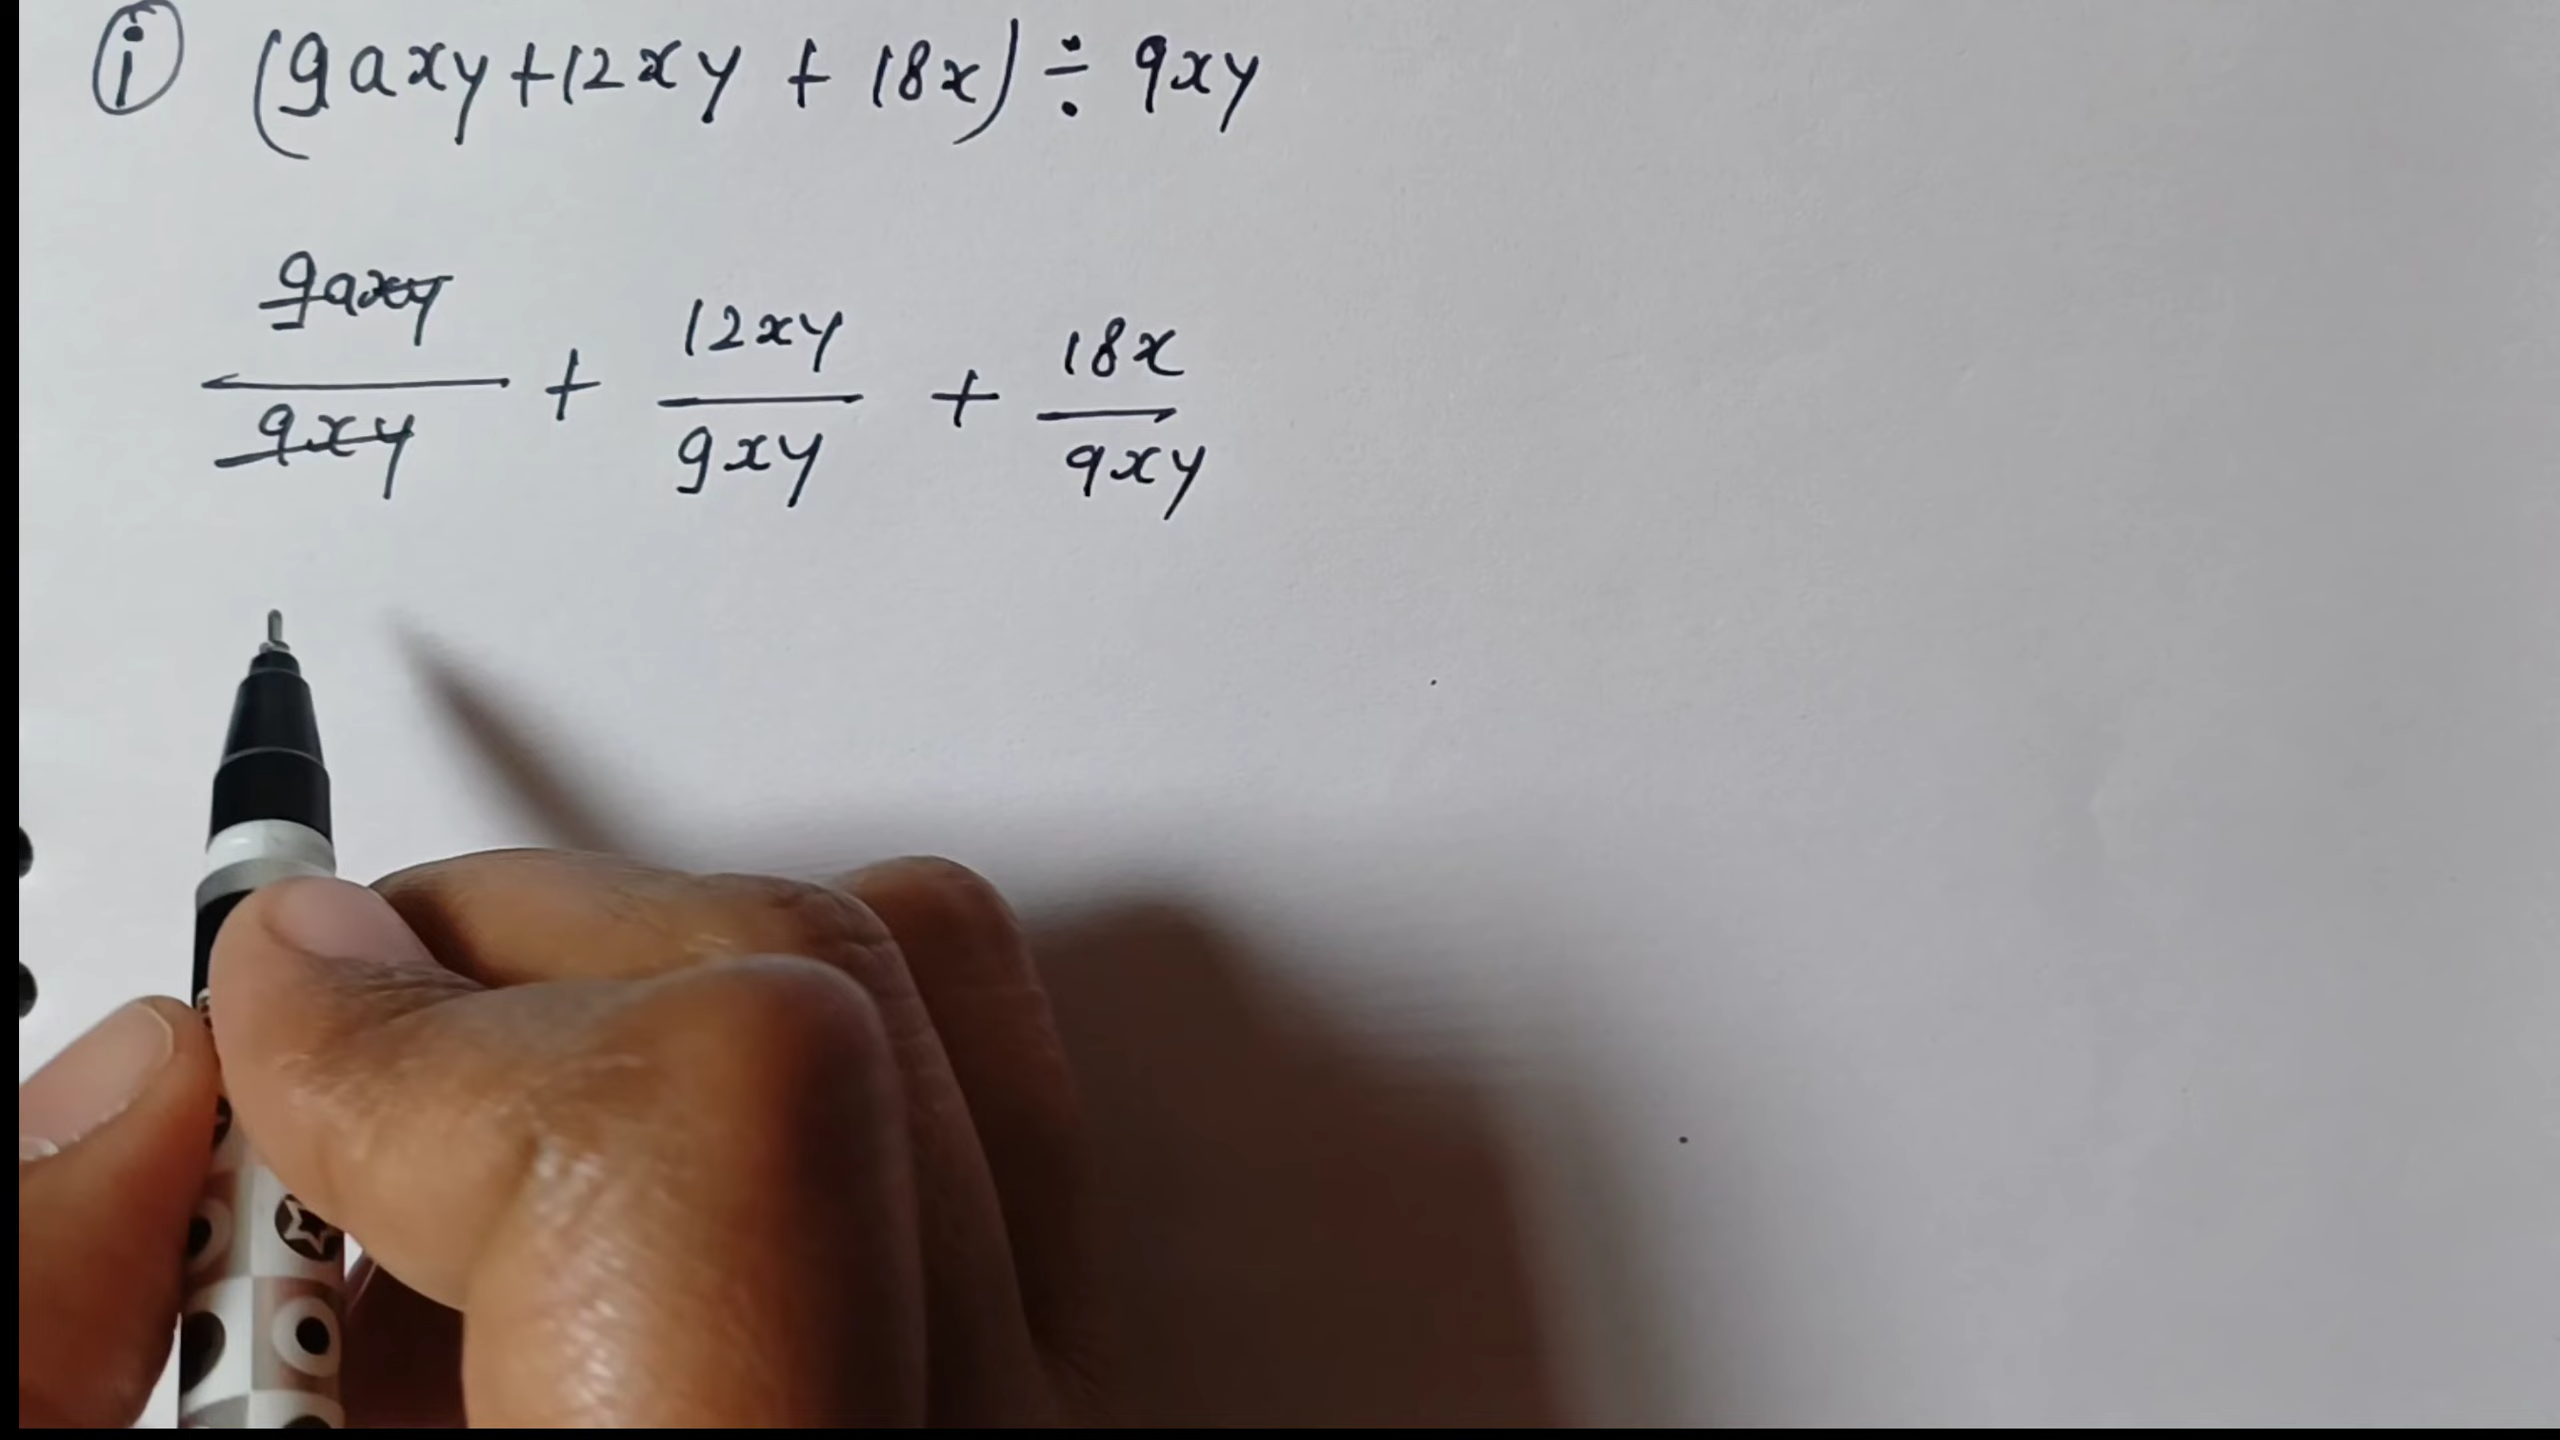 (i) (9axy + 12xy + 18x) ÷ 9xy
9axy/9xy + 12xy/9xy + 18x/9xy